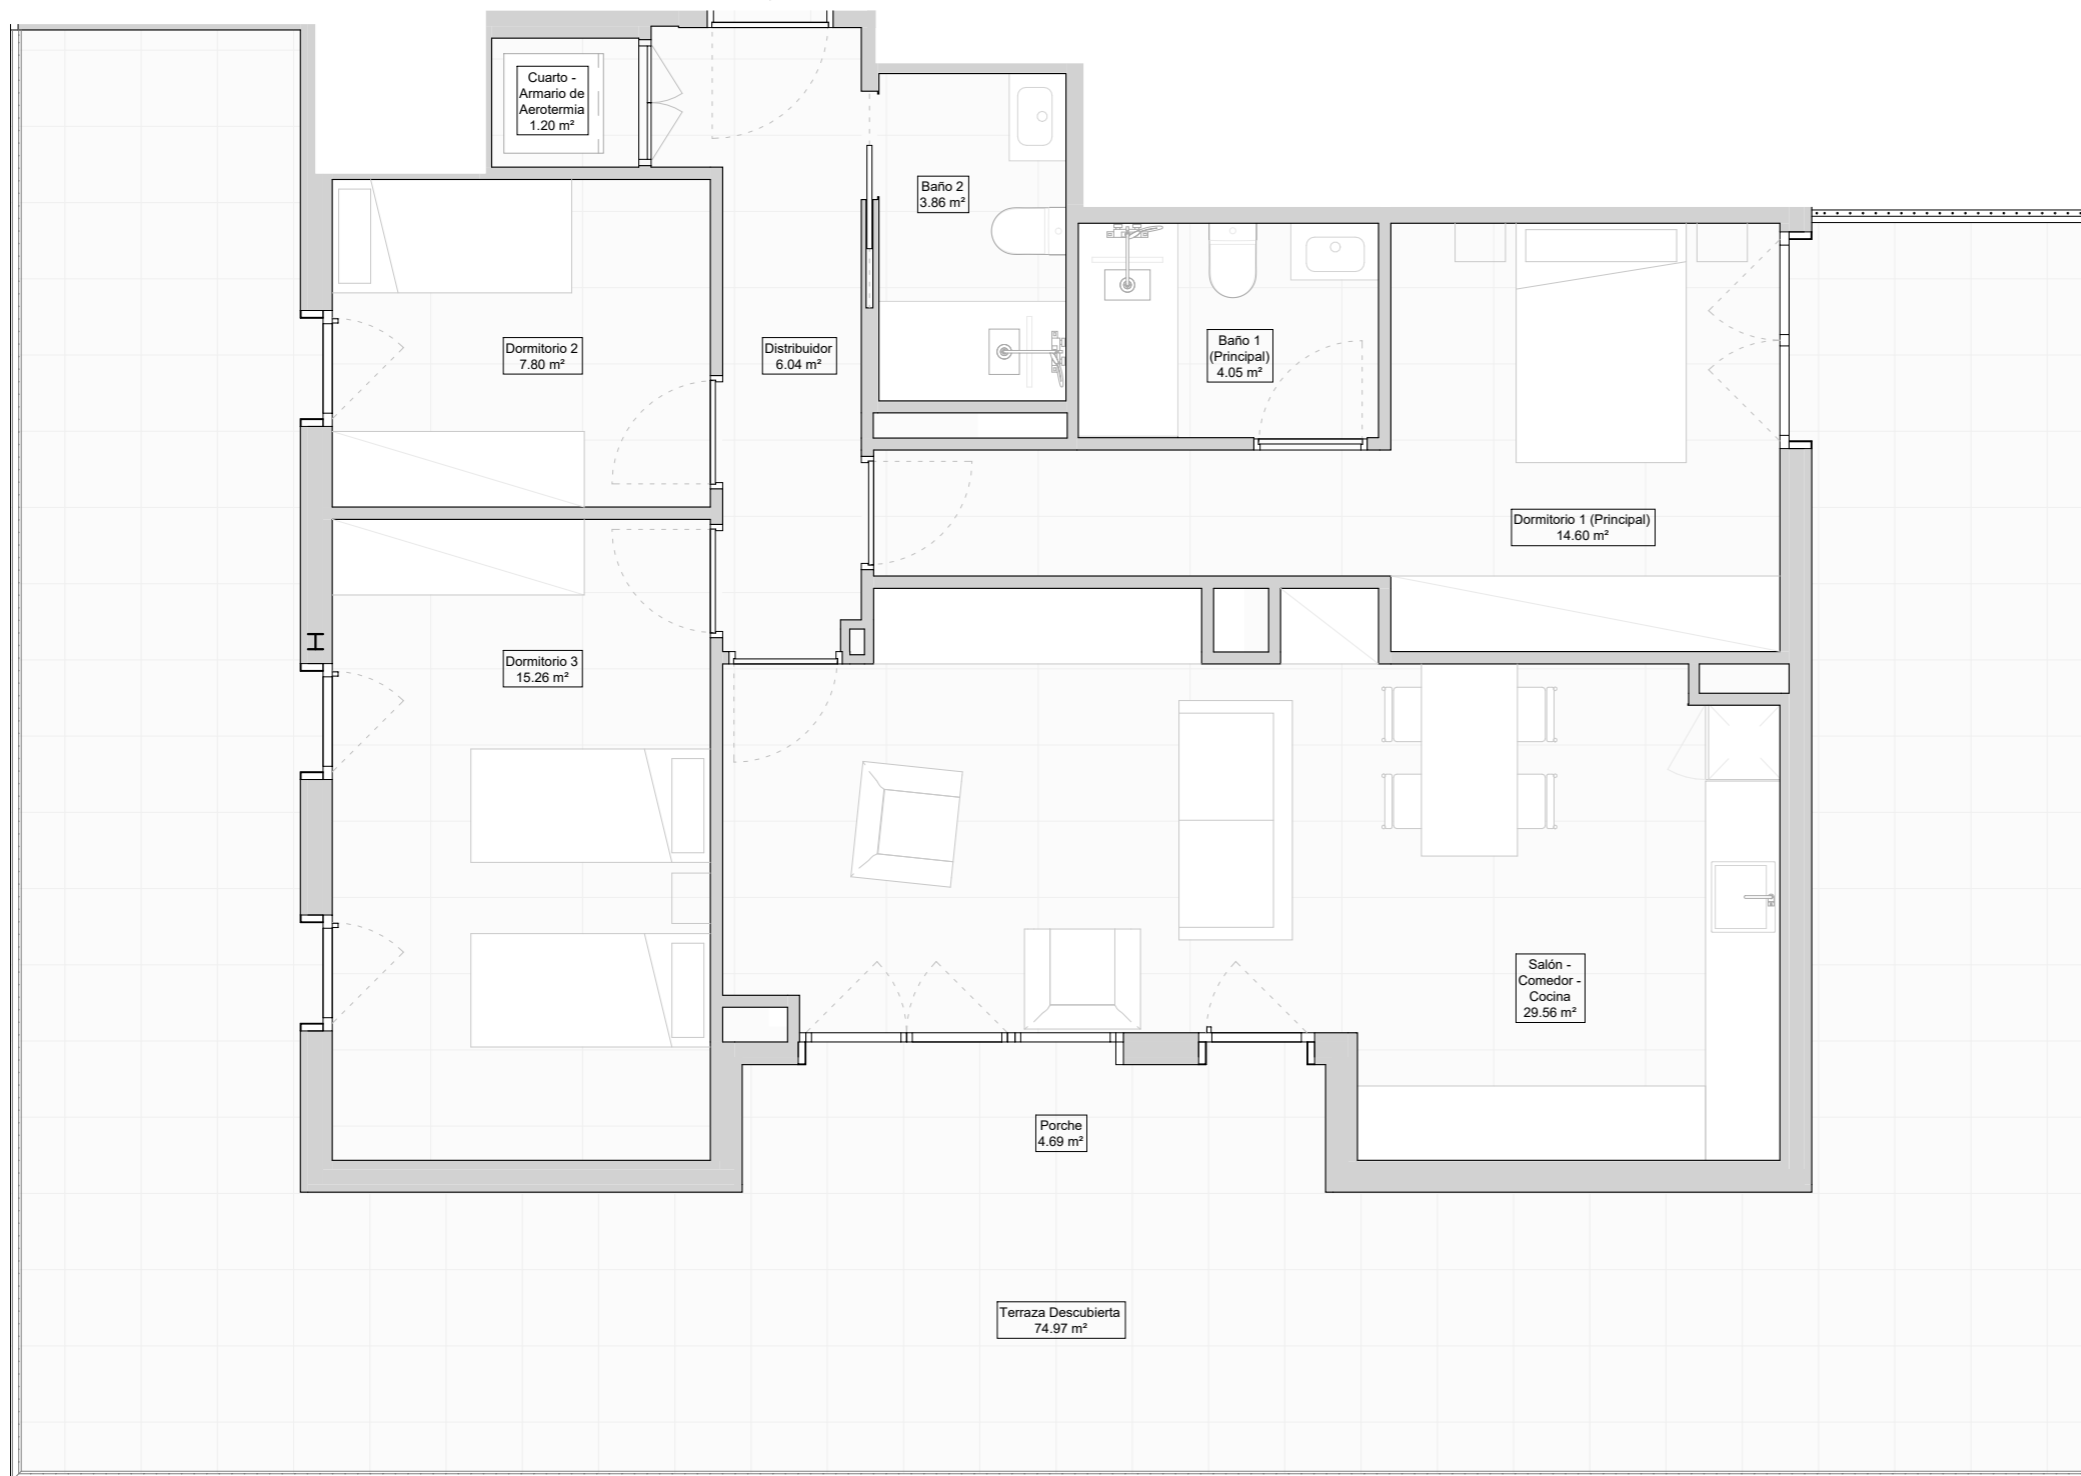 Cuarto -
Armario de
Aerotermia
1.20 m²
Baño 2
3.86 m²
Dormitorio 2
7.80 m²
Distribuidor
6.04 m²
Baño 1
(Principal)
4.05 m²
Dormitorio 1 (Principal)
14.60 m²
H
Dormitorio 3
15.26 m²
Salón -
Comedor -
Cocina
29.56 m²
Porche
4.69 m²
Terraza Descubierta
74.97 m²